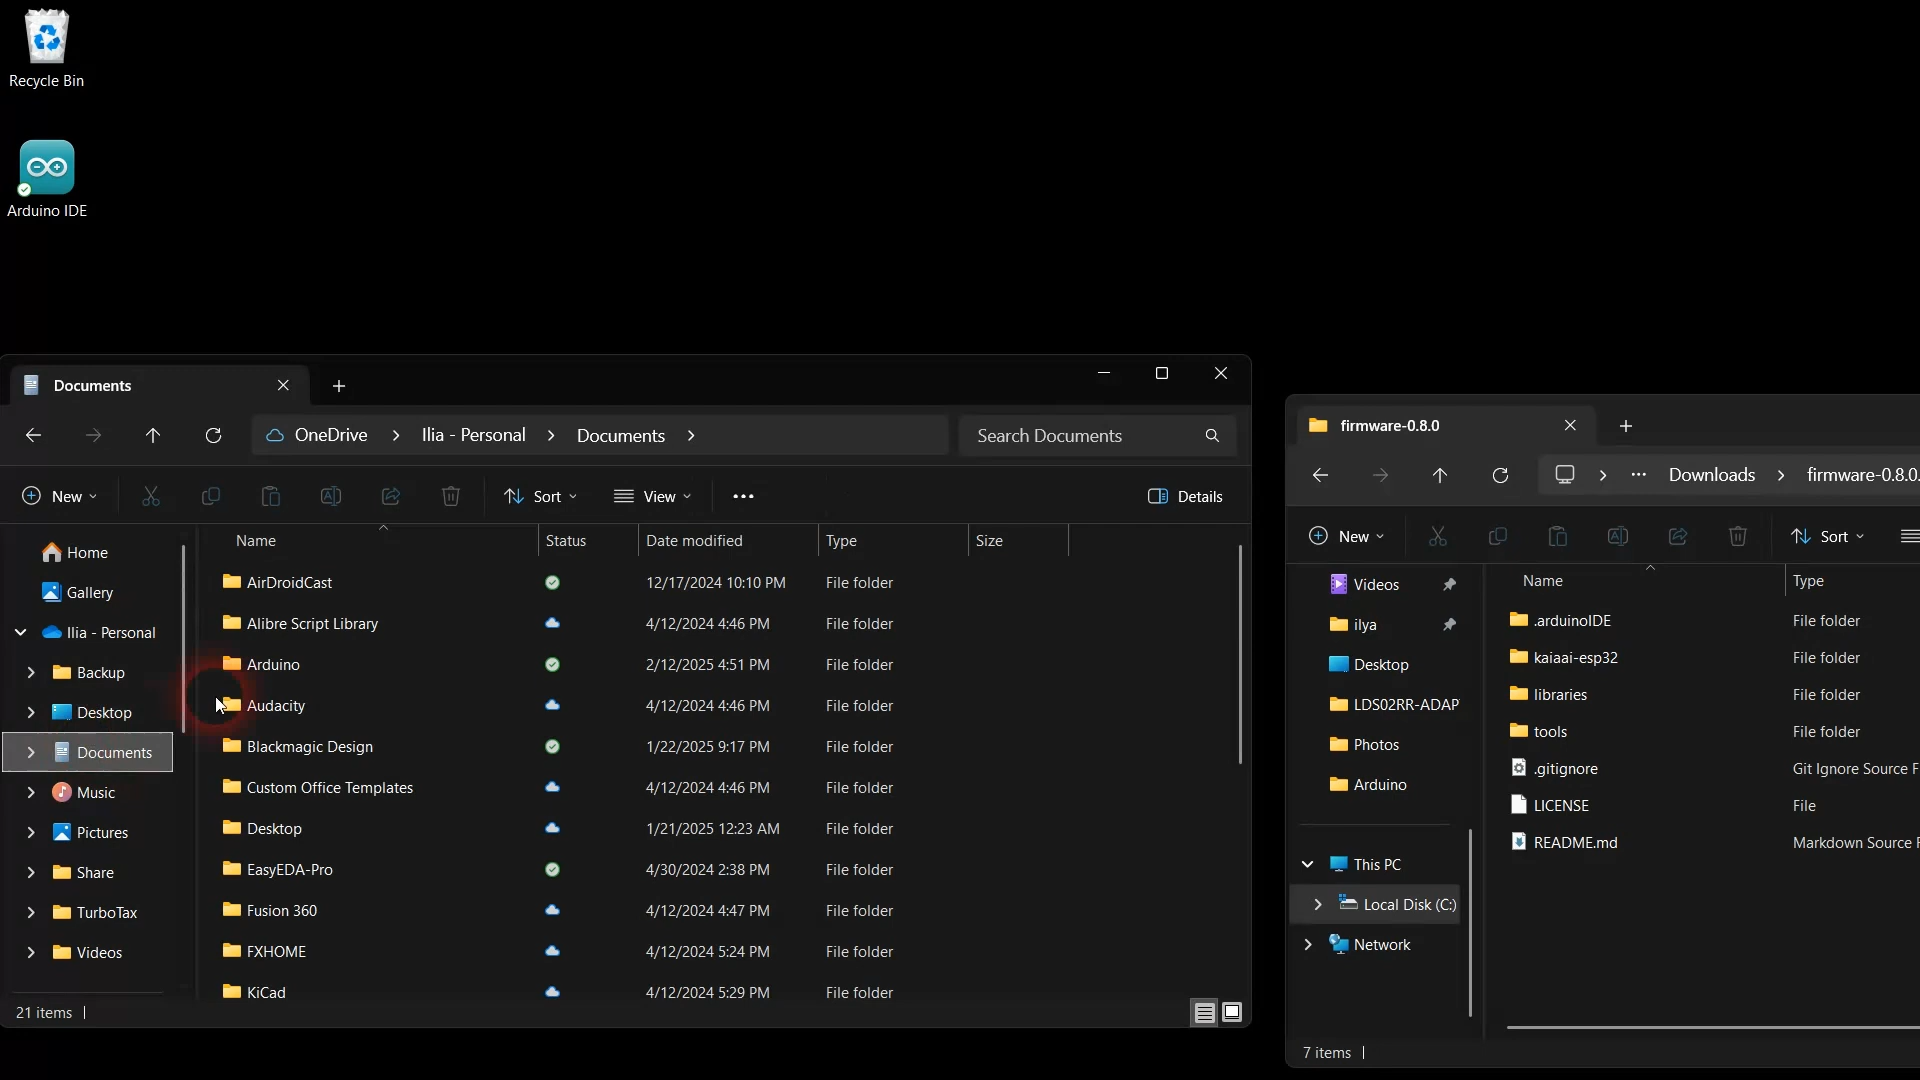 Recycle Bin
Arduino IDE
Documents
OneDrive > Ilia - Personal > Documents >
Search Documents
New
Sort
View
Details
Home
Gallery
Ilia - Personal
Backup
Desktop
Documents
Music
Pictures
Share
TurboTax
Videos
Name Status Date modified Type Size
AirDroidCast 12/17/2024 10:10 PM File folder
Alibre Script Library 4/12/2024 4:46 PM File folder
Arduino 2/12/2025 4:51 PM File folder
Audacity 4/12/2024 4:46 PM File folder
Blackmagic Design 1/22/2025 9:17 PM File folder
Custom Office Templates 4/12/2024 4:46 PM File folder
Desktop 1/21/2025 12:23 AM File folder
EasyEDA-Pro 4/30/2024 2:38 PM File folder
Fusion 360 4/12/2024 4:47 PM File folder
FXHOME 4/12/2024 5:24 PM File folder
KiCad 4/12/2024 5:29 PM File folder
21 items
firmware-0.8.0
> ··· Downloads > firmware-0.8.0.
New
Sort
Videos
ilya
Desktop
LDS02RR-ADAP
Photos
Arduino
This PC
Local Disk (C:)
Network
Name Type
.arduinoIDE File folder
kaiaai-esp32 File folder
libraries File folder
tools File folder
.gitignore Git Ignore Source F
LICENSE File
README.md Markdown Source F
7 items